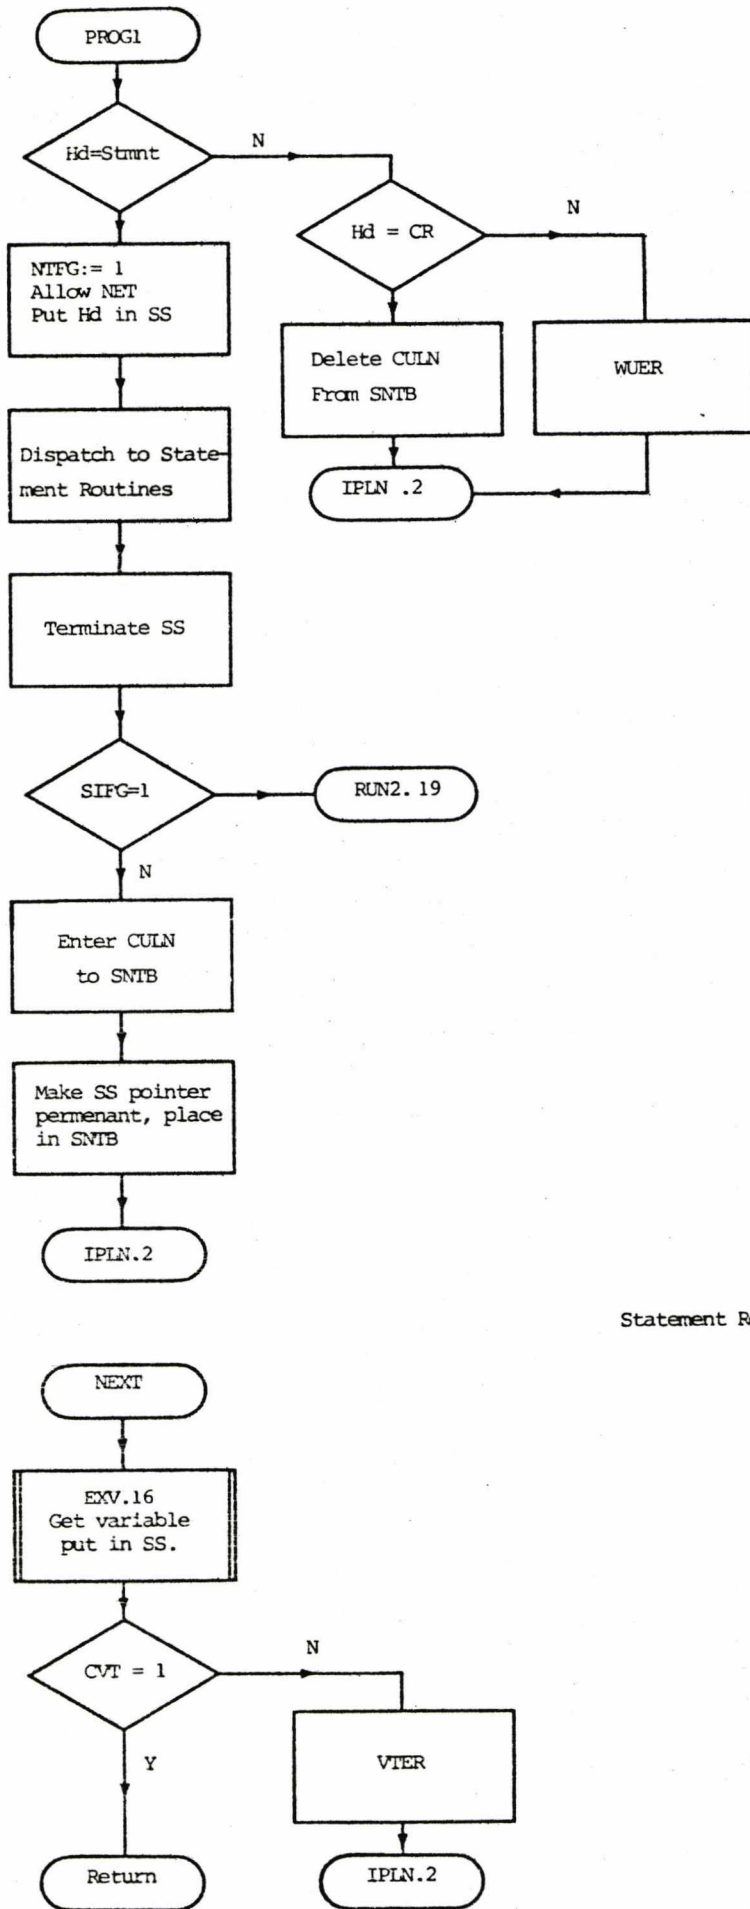 PROG1
Hd=Stmnt
N
Hd = CR
N
NTFG:= 1
Allow NET
Put Hd in SS
Delete CULN
From SNTB
WUER
Dispatch to State-
ment Routines
IPLN .2
Terminate SS
SIFG=1
RUN2. 19
N
Enter CULN
to SNTB
Make SS pointer
permenant, place
in SNTB
IPLN.2
Statement
NEXT
EXV.16
Get variable
put in SS.
CVT = 1
N
Y
VTER
Return
IPLN.2